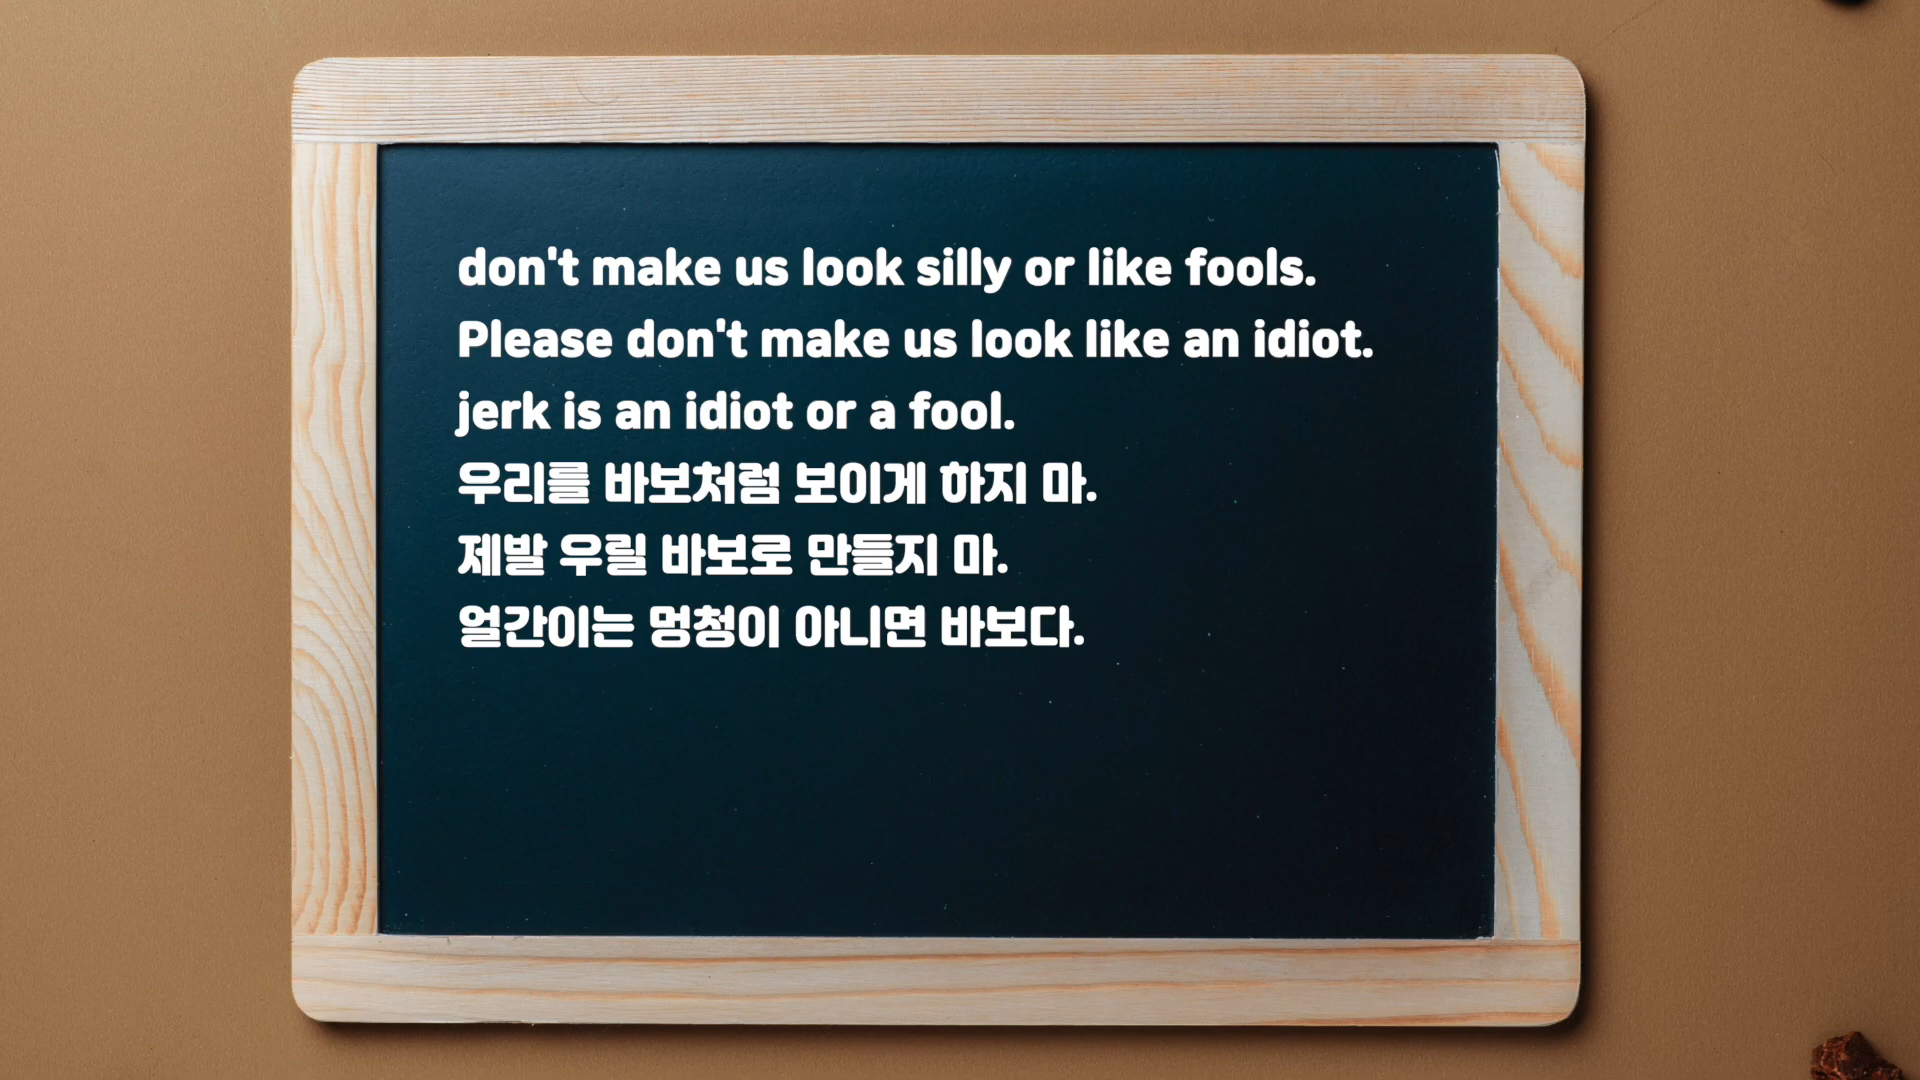 don't make us look silly or like fools.
Please don't make us look like an idiot.
jerk is an idiot or a fool.
우리를 바보처럼 보이게 하지 마.
제발 우릴 바보로 만들지 마.
얼간이는 멍청이 아니면 바보다.